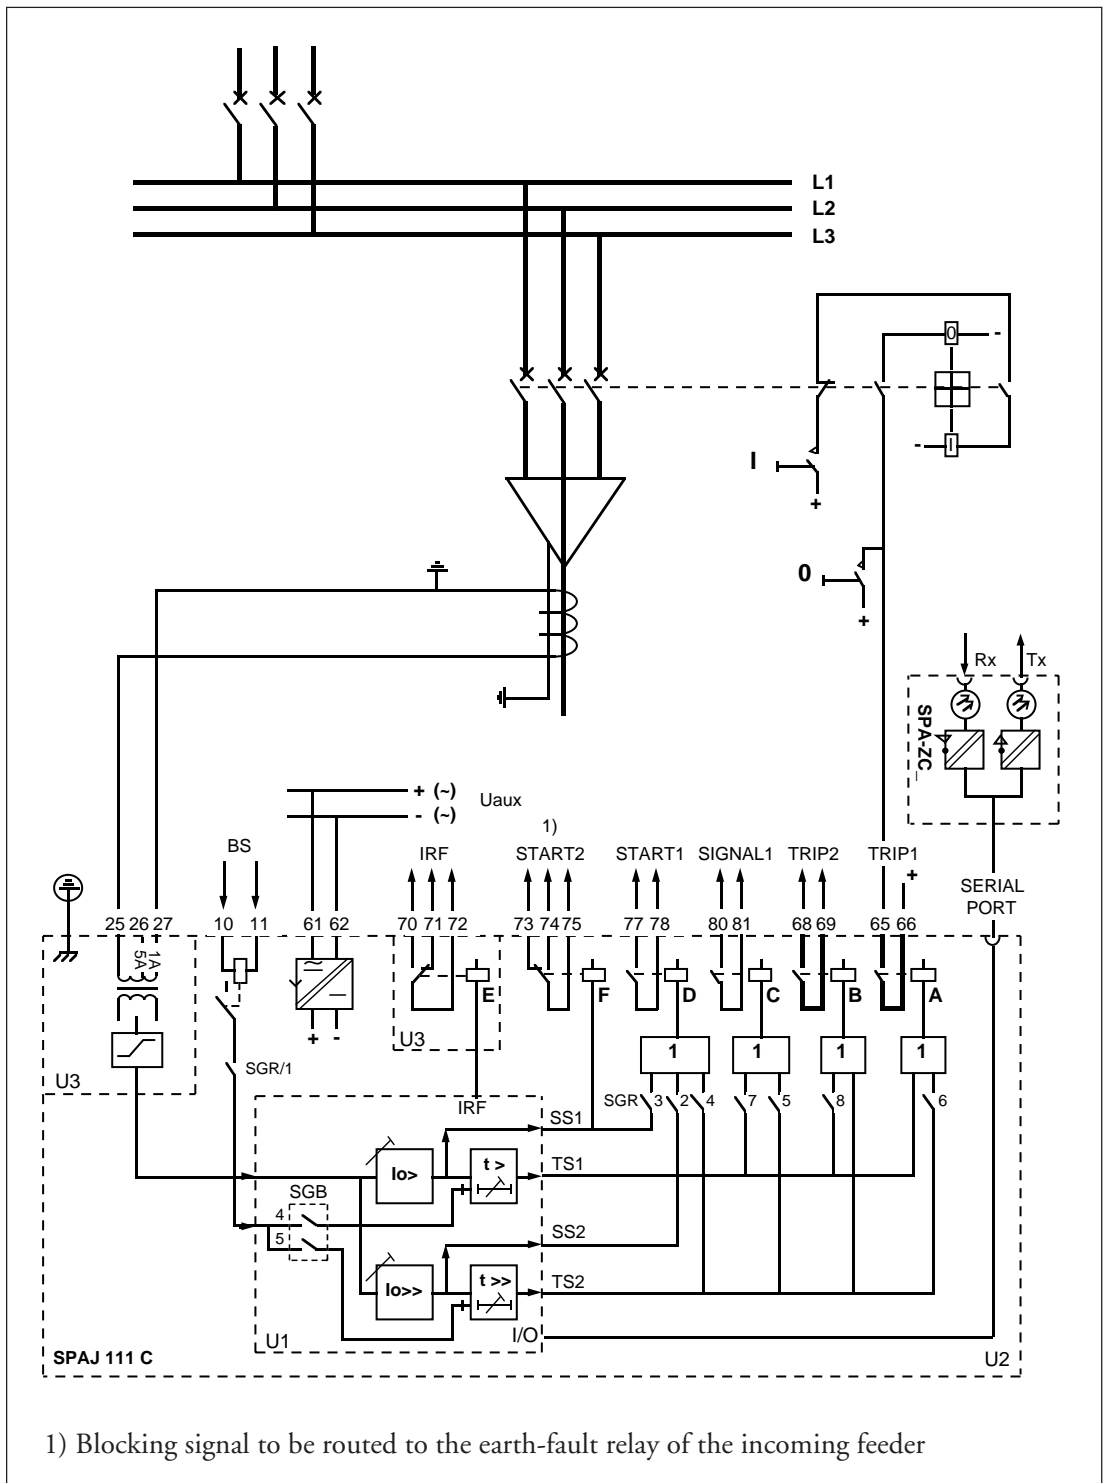 L1
L2
L3
0
-
- I
I
+
0
+
Rx Tx
SPA-ZC_
+ (~)
- (~)
Uaux
1)
BS IRF START2 START1 SIGNAL1 TRIP2 TRIP1
+
SERIAL
PORT
25 26 27 10 11 61 62 70 71 72 73 74 75 77 78 80 81 68 69 65 66
1A
5A
E F D C B A
+ -
U3
1 1 1 1
SGR/1
U3
SGR 3 2 4 7 5 8 6
IRF
SS1
Io> t >
TS1
SGB
4
5
SS2
Io>> t >>
TS2
I/O
U1
SPAJ 111 C
U2
1) Blocking signal to be routed to the earth-fault relay of the incoming feeder